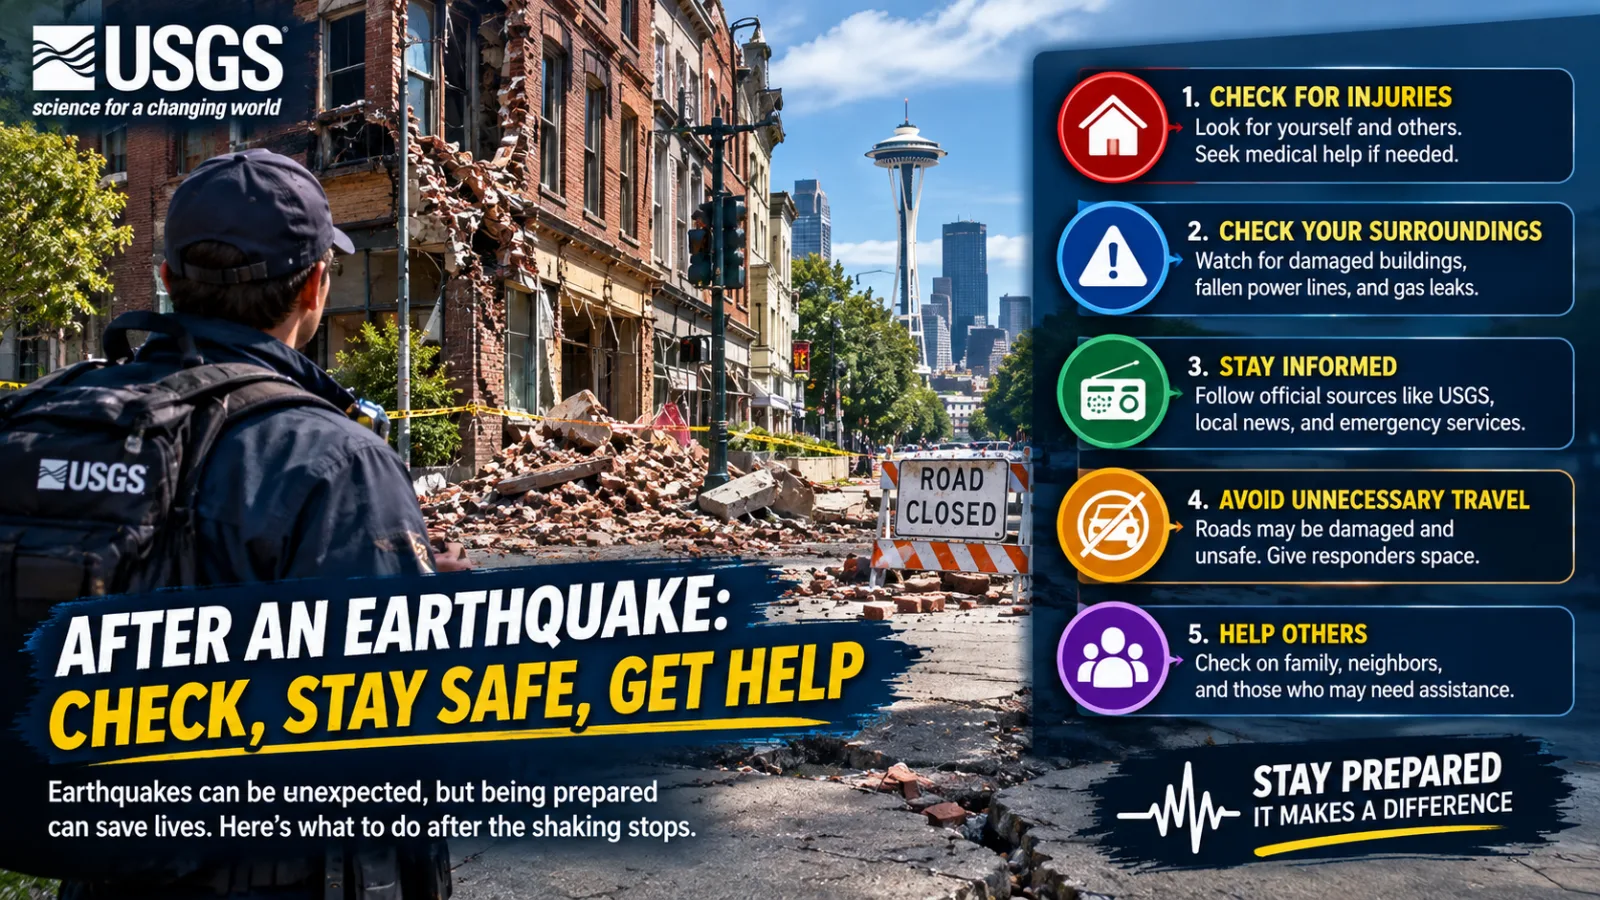 USGS
science for a changing world
USGS
ROAD
CLOSED
AFTER AN EARTHQUAKE:
CHECK, STAY SAFE, GET HELP
Earthquakes can be unexpected, but being prepared
can save lives. Here's what to do after the shaking stops.
1. CHECK FOR INJURIES
Look for yourself and others.
Seek medical help if needed.
2. CHECK YOUR SURROUNDINGS
Watch for damaged buildings,
fallen power lines, and gas leaks.
3. STAY INFORMED
Follow official sources like USGS,
local news, and emergency services.
4. AVOID UNNECESSARY TRAVEL
Roads may be damaged and
unsafe. Give responders space.
5. HELP OTHERS
Check on family, neighbors,
and those who may need assistance.
STAY PREPARED
IT MAKES A DIFFERENCE